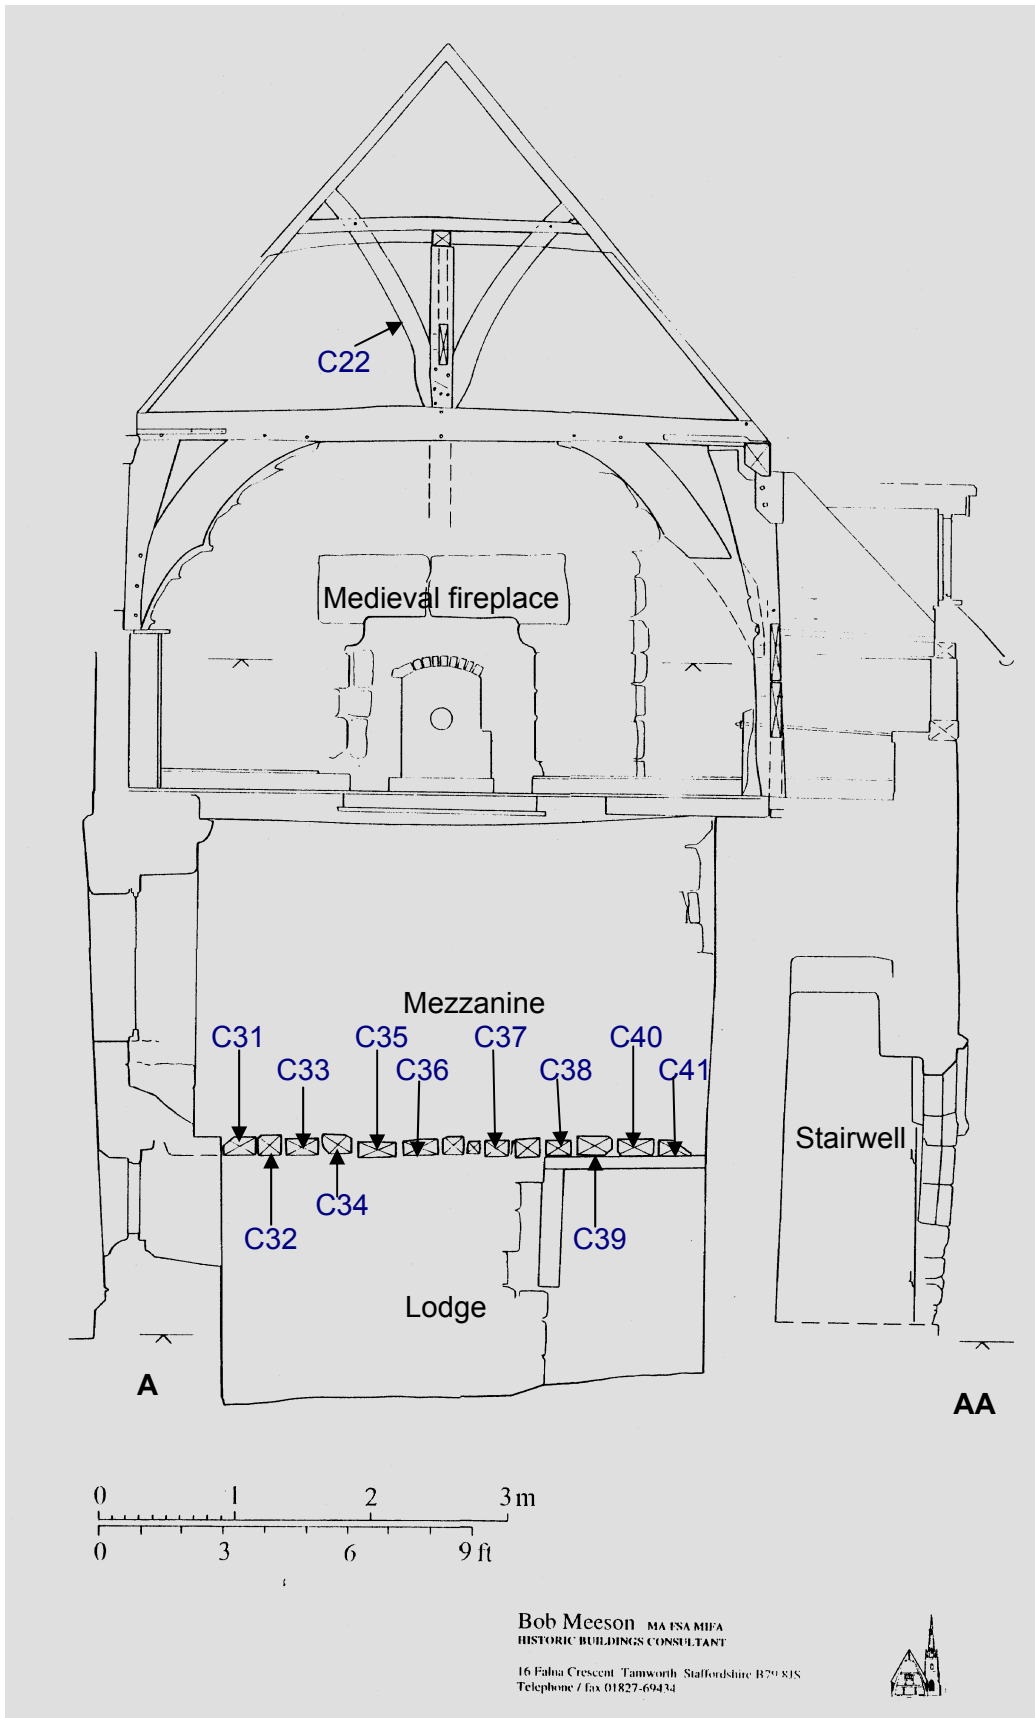 C22
Medieval fireplace
Mezzanine
C31 C35 C37 C40
C33 C36 C38 C41
Stairwell
C34
C32 C39
Lodge
A
AA
0 1 2 3 m
0 3 6 9 ft
Bob Meeson MA FSA MIFA
HISTORIC BUILDINGS CONSULTANT
16 Falna Crescent Tamworth Staffordshire B79 8JS
Telephone / fax 01827-69434